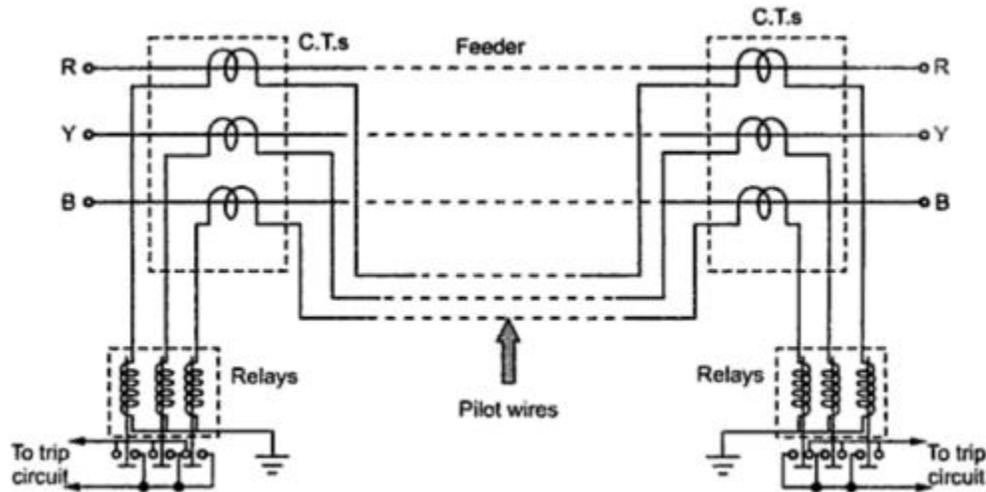 C.T.s
C.T.s
Feeder
R
R
Y
Y
B
B
Relays
Relays
Pilot wires
To trip
circuit
To trip
circuit